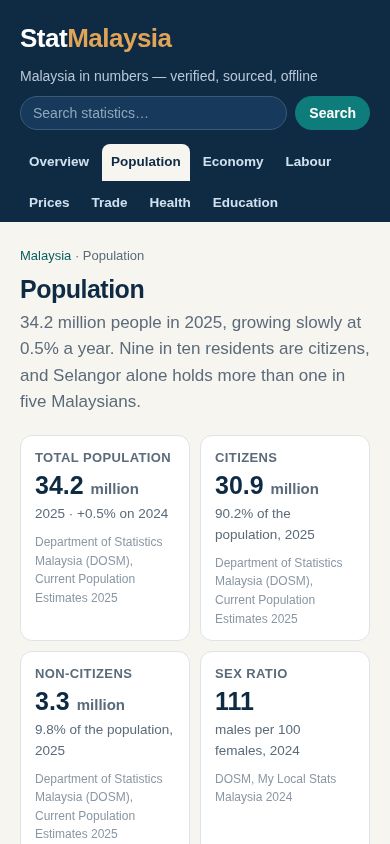 StatMalaysia
Malaysia in numbers — verified, sourced, offline
Search statistics…
Search
Overview
Population
Economy
Labour
Prices
Trade
Health
Education
Malaysia · Population
Population
34.2 million people in 2025, growing slowly at
0.5% a year. Nine in ten residents are citizens,
and Selangor alone holds more than one in
five Malaysians.
TOTAL POPULATION
34.2 million
2025 · +0.5% on 2024
Department of Statistics
Malaysia (DOSM),
Current Population
Estimates 2025
CITIZENS
30.9 million
90.2% of the
population, 2025
Department of Statistics
Malaysia (DOSM),
Current Population
Estimates 2025
NON-CITIZENS
3.3 million
9.8% of the population,
2025
Department of Statistics
Malaysia (DOSM),
Current Population
Estimates 2025
SEX RATIO
111
males per 100
females, 2024
DOSM, My Local Stats
Malaysia 2024